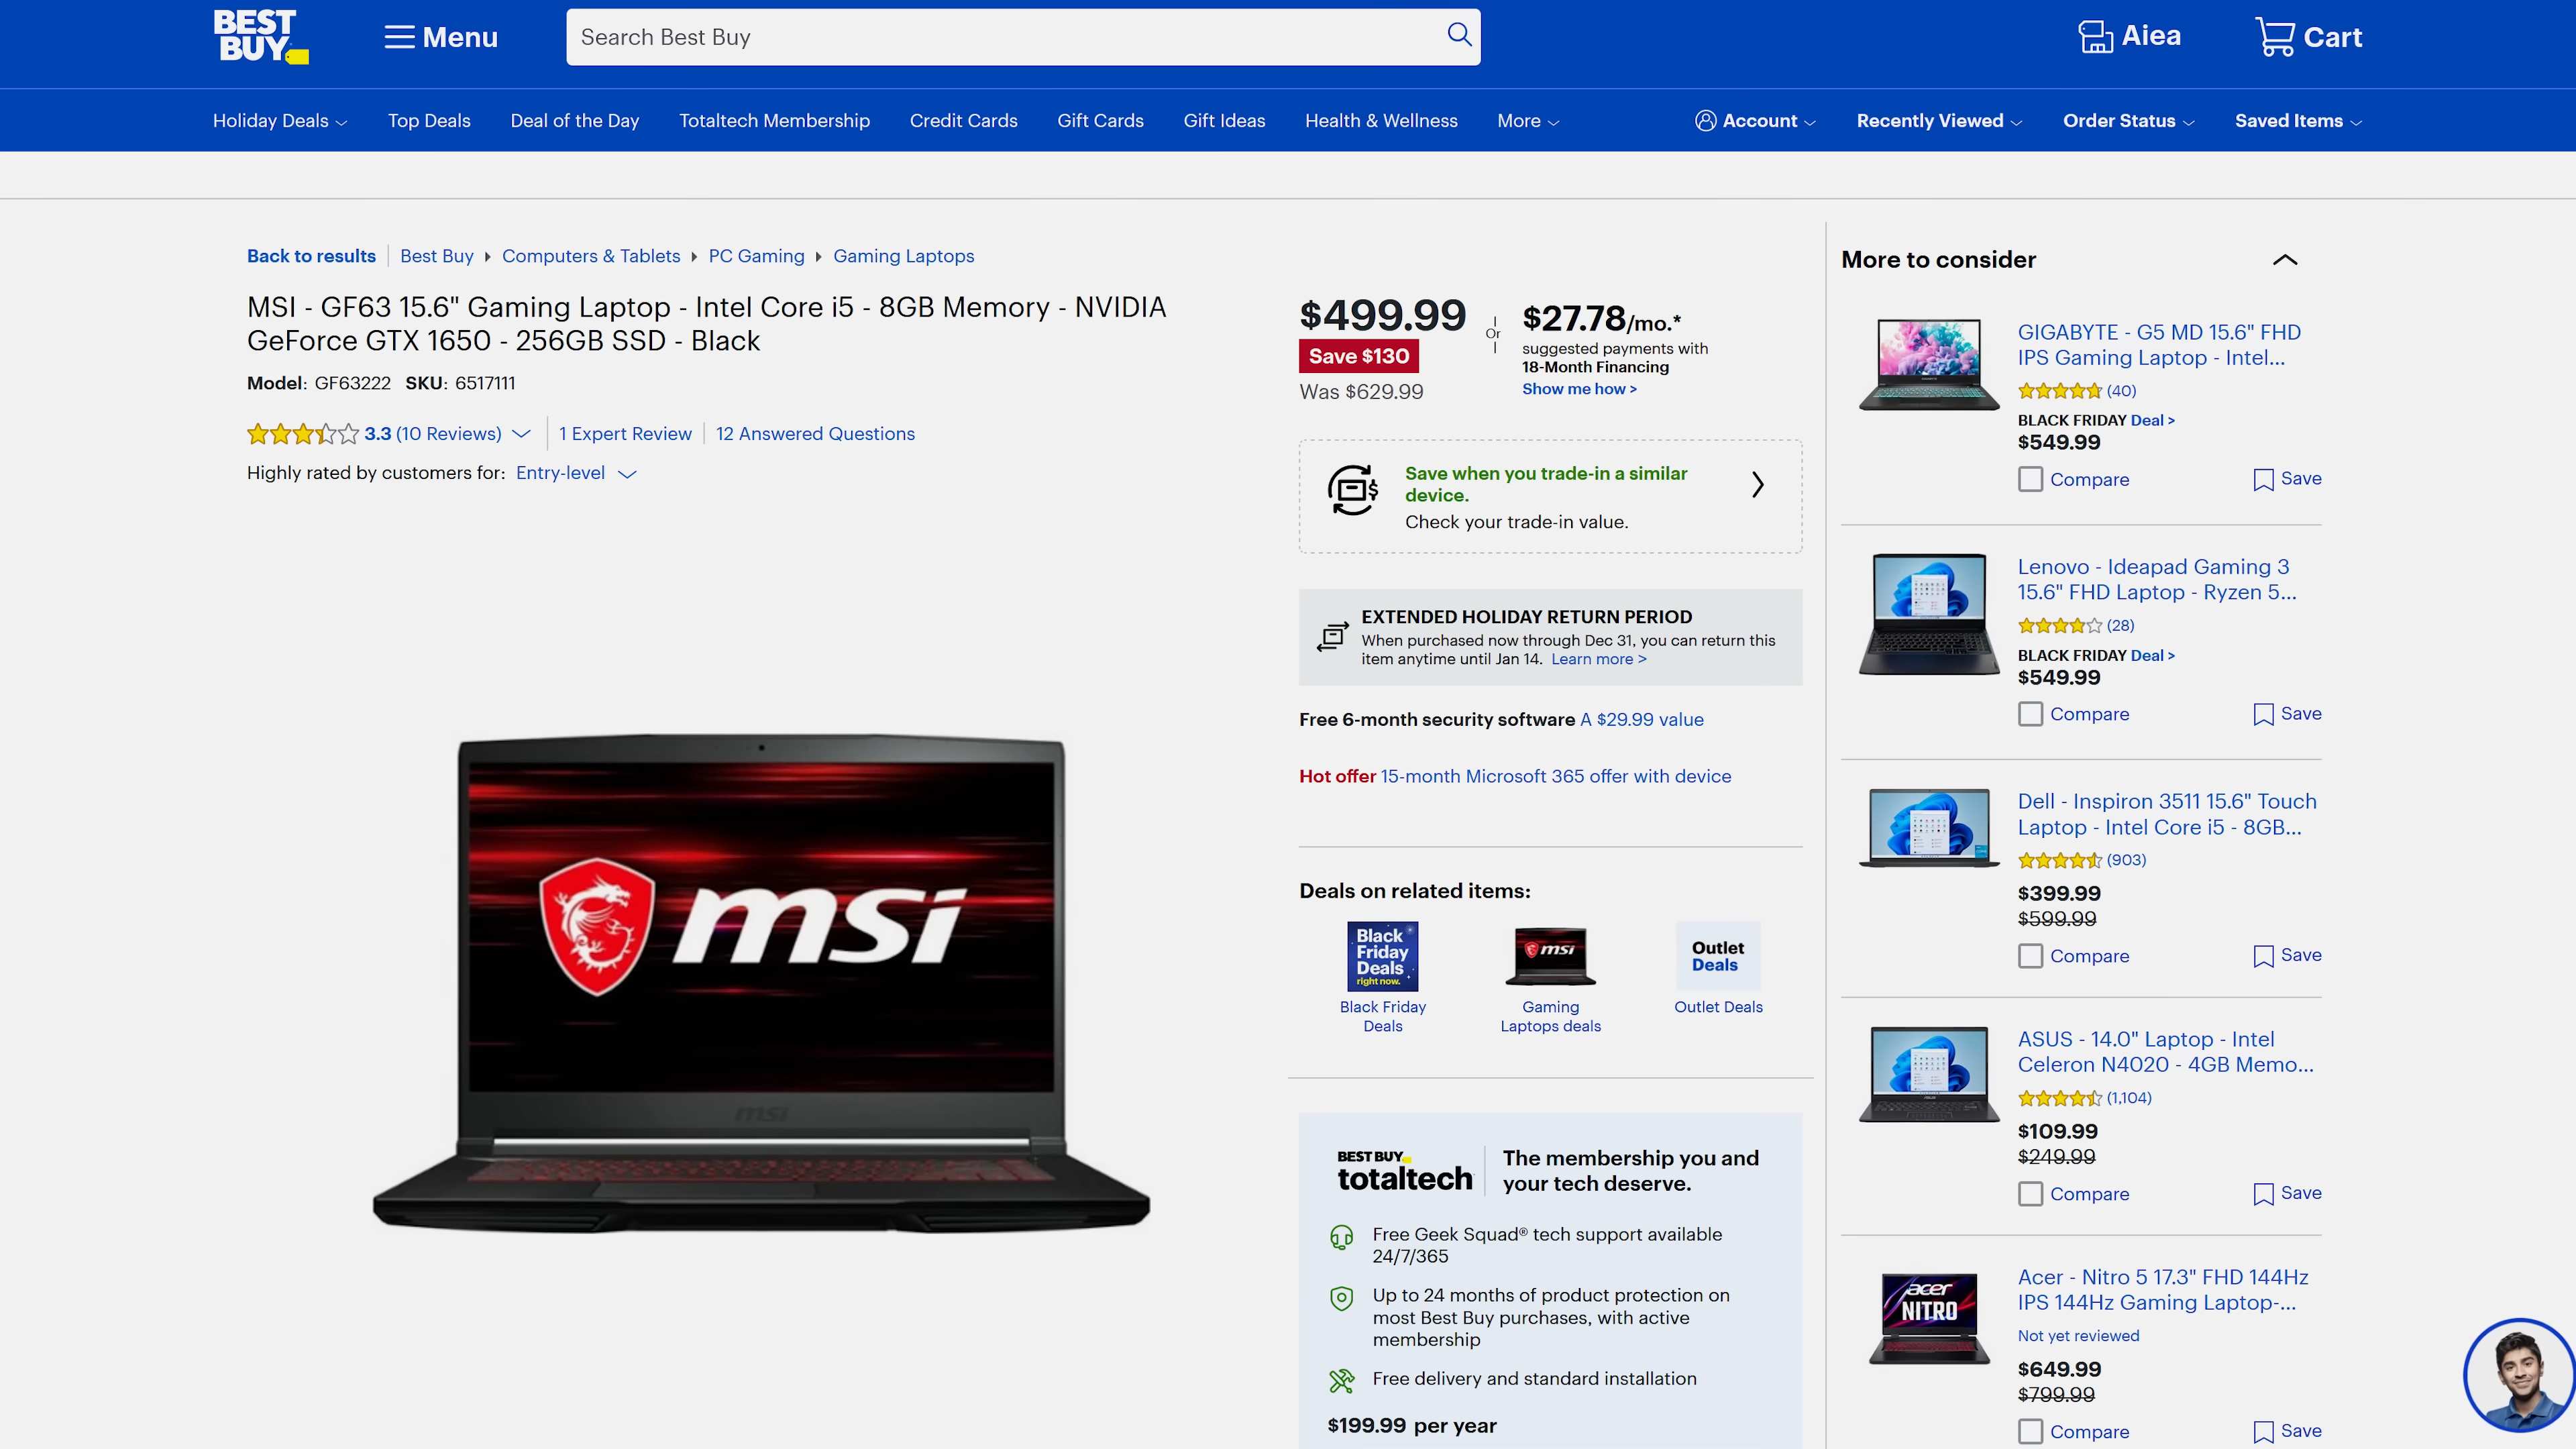 BEST
BUY
Menu
Search Best Buy
Aiea
Cart
Holiday Deals
Top Deals
Deal of the Day
Totaltech Membership
Credit Cards
Gift Cards
Gift Ideas
Health & Wellness
More
Account
Recently Viewed
Order Status
Saved Items
Back to results
Best Buy
Computers & Tablets
PC Gaming
Gaming Laptops
MSI - GF63 15.6" Gaming Laptop - Intel Core i5 - 8GB Memory - NVIDIA
GeForce GTX 1650 - 256GB SSD - Black
Model: GF63222 SKU: 6517111
3.3 (10 Reviews)
1 Expert Review
12 Answered Questions
Highly rated by customers for: Entry-level
msi
msi
$499.99
Save $130
Was $629.99
Or
$27.78/mo.*
suggested payments with
18-Month Financing
Show me how >
Save when you trade-in a similar
device.
Check your trade-in value.
EXTENDED HOLIDAY RETURN PERIOD
When purchased now through Dec 31, you can return this
item anytime until Jan 14. Learn more >
Free 6-month security software A $29.99 value
Hot offer 15-month Microsoft 365 offer with device
Deals on related items:
Black
Friday
Deals
right now.
Black Friday
Deals
msi
Gaming
Laptops deals
Outlet
Deals
Outlet Deals
BEST BUY
totaltech
The membership you and
your tech deserve.
Free Geek Squad® tech support available
24/7/365
Up to 24 months of product protection on
most Best Buy purchases, with active
membership
Free delivery and standard installation
$199.99 per year
More to consider
GIGABYTE - G5 MD 15.6" FHD
IPS Gaming Laptop - Intel...
(40)
BLACK FRIDAY Deal >
$549.99
Compare
Save
Lenovo - Ideapad Gaming 3
15.6" FHD Laptop - Ryzen 5...
(28)
BLACK FRIDAY Deal >
$549.99
Compare
Save
Dell - Inspiron 3511 15.6" Touch
Laptop - Intel Core i5 - 8GB...
(903)
$399.99
$599.99
Compare
Save
ASUS - 14.0" Laptop - Intel
Celeron N4020 - 4GB Memo...
(1,104)
$109.99
$249.99
Compare
Save
acer
NITRO
Acer - Nitro 5 17.3" FHD 144Hz
IPS 144Hz Gaming Laptop-...
Not yet reviewed
$649.99
$799.99
Compare
Save